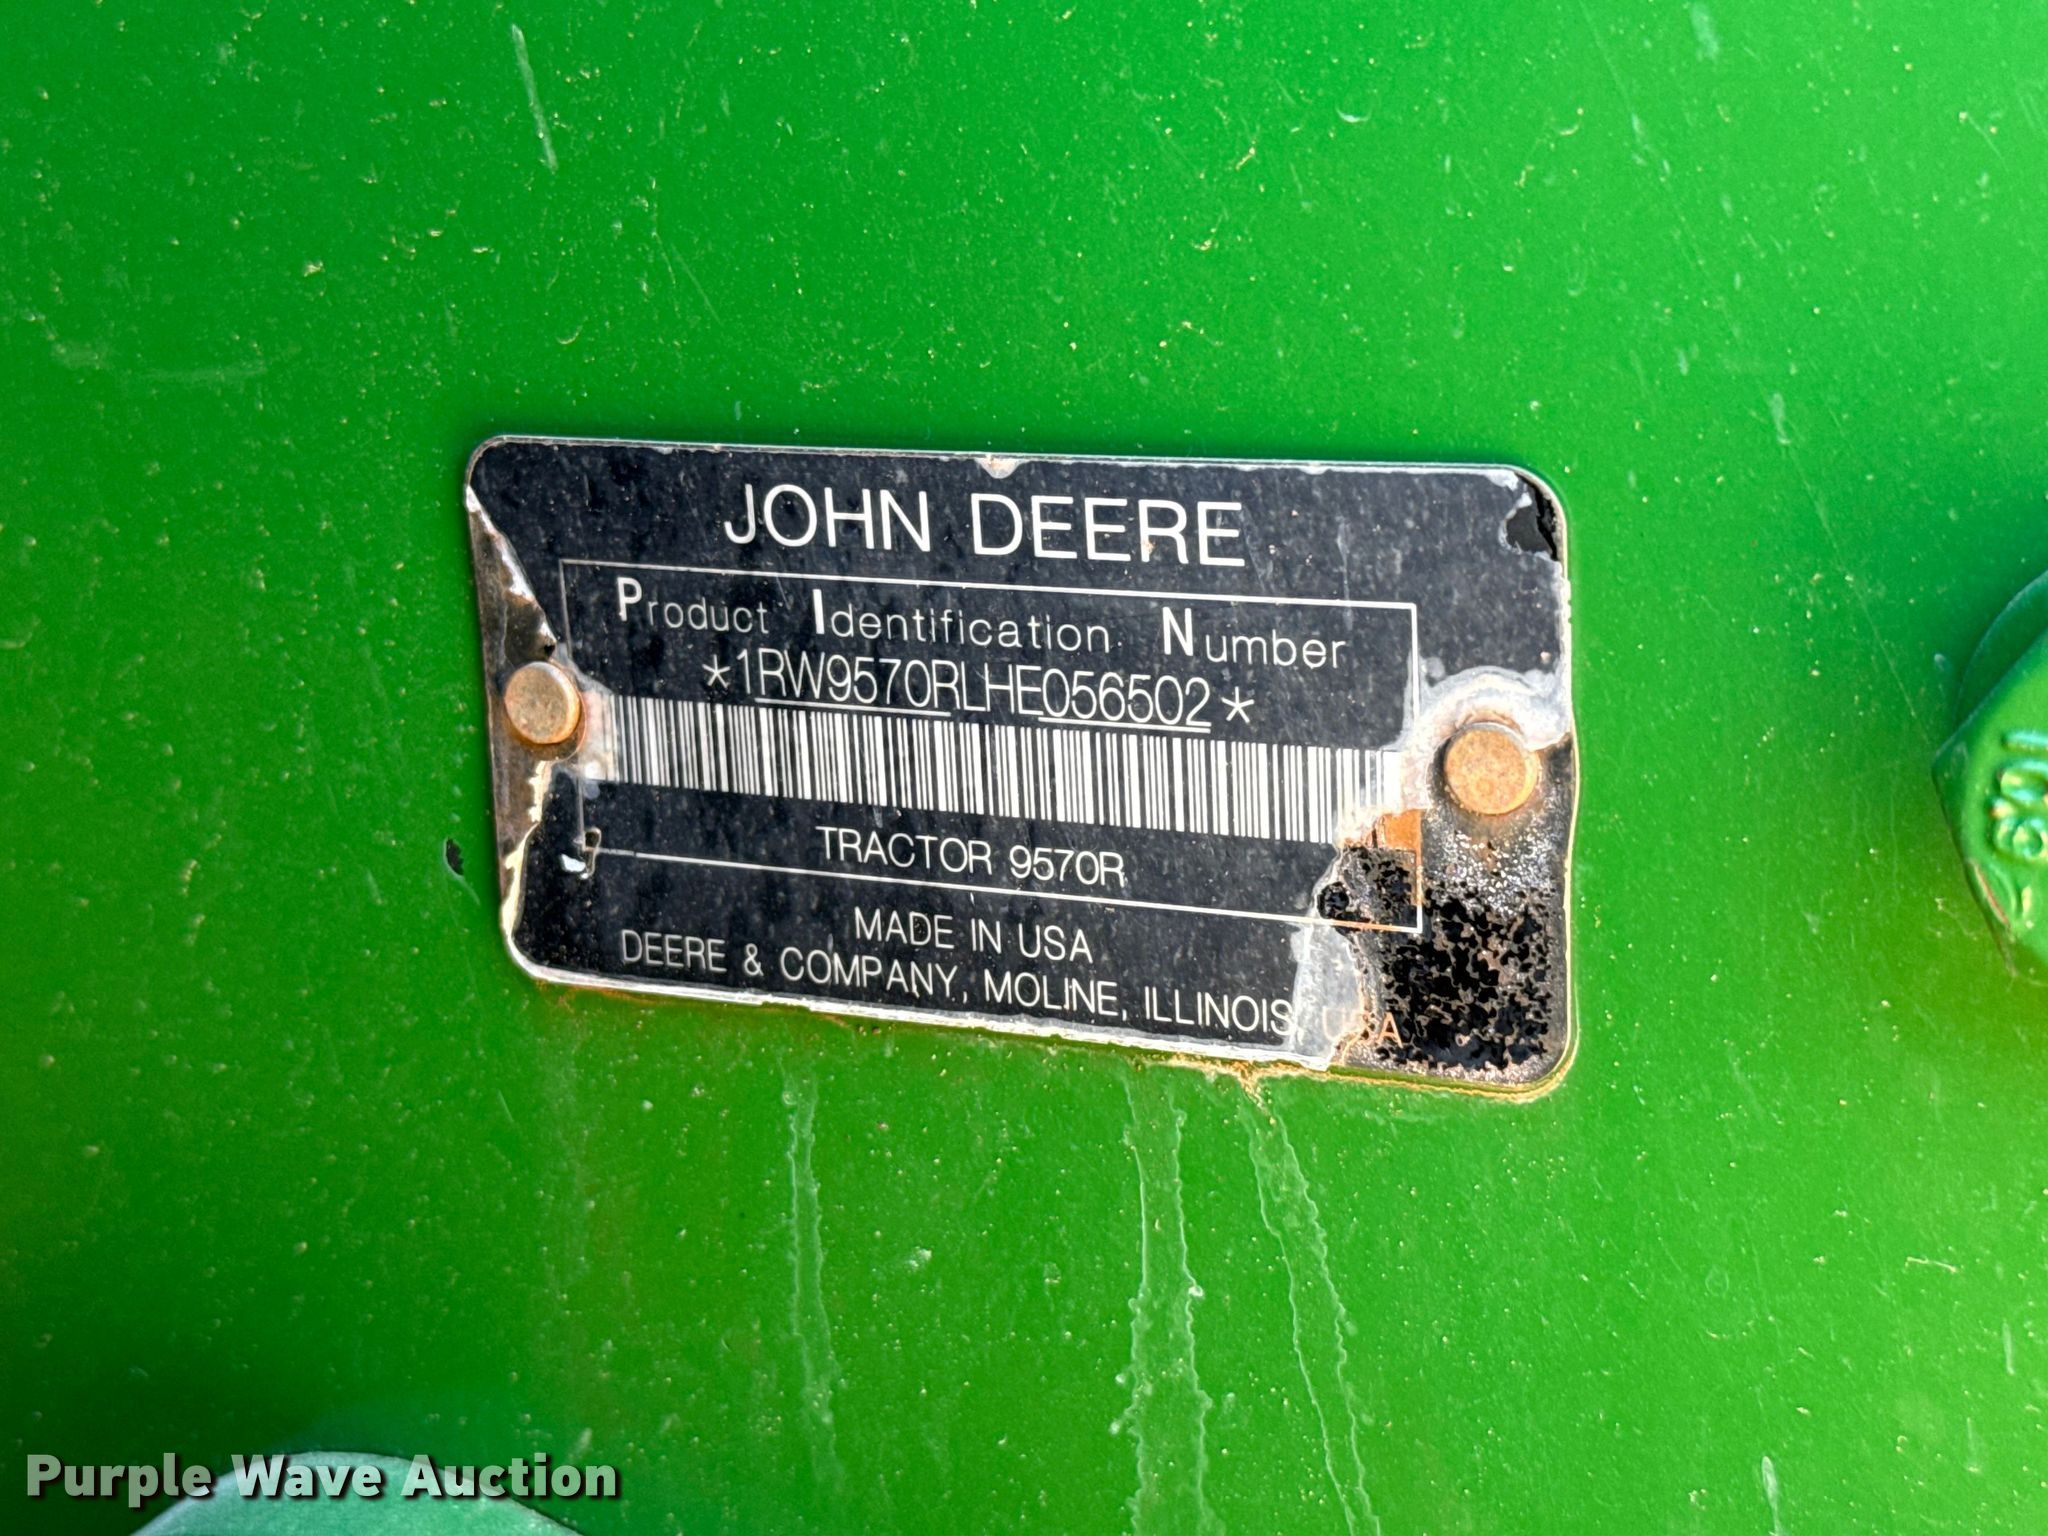 JOHN DEERE
Product Identification Number
*1RW9570RLHE056502*
TRACTOR 9570R
MADE IN USA
DEERE & COMPANY, MOLINE, ILLINOIS, USA
Purple Wave Auction